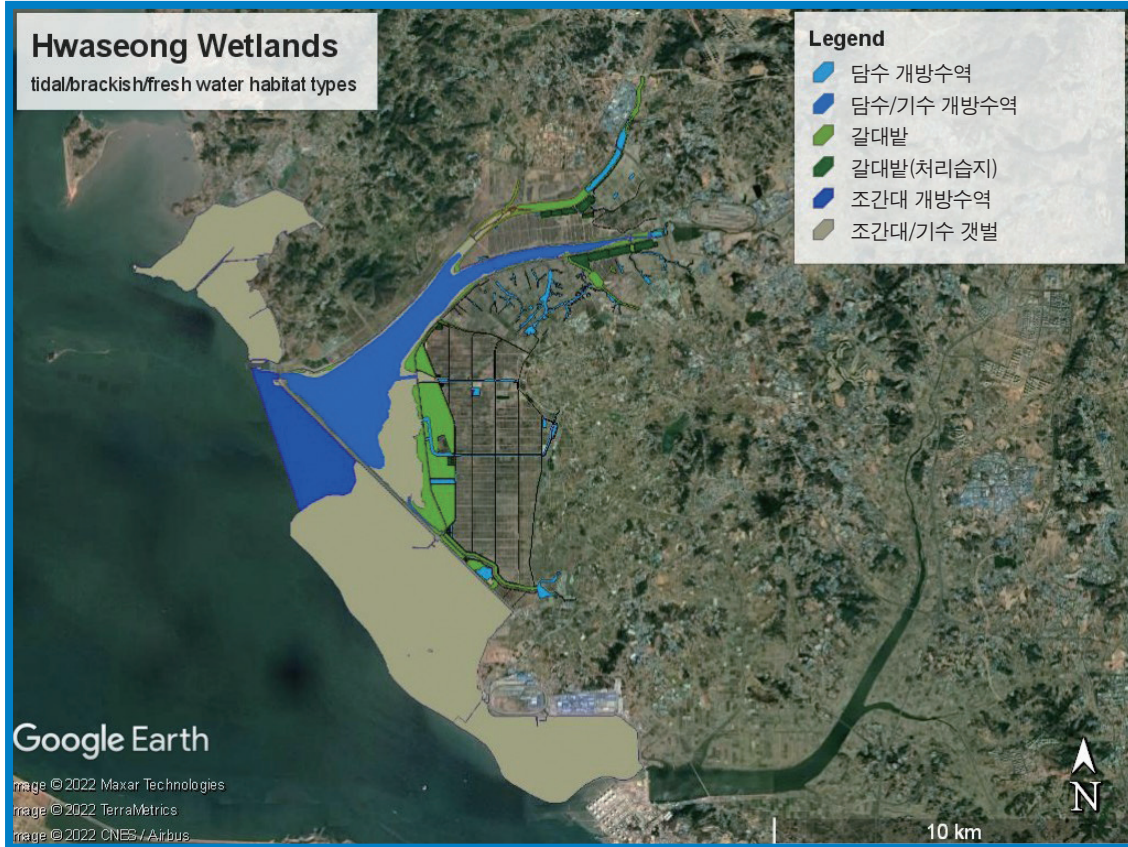 Hwaseong Wetlands
tidal/brackish/fresh water habitat types
Legend
담수 개방수역
담수/기수 개방수역
갈대밭
갈대밭(처리습지)
조간대 개방수역
조간대/기수 갯벌
Google Earth
mage © 2022 Maxar Technologies
mage © 2022 TerraMetrics
mage © 2022 CNES / Airbus
N
10 km